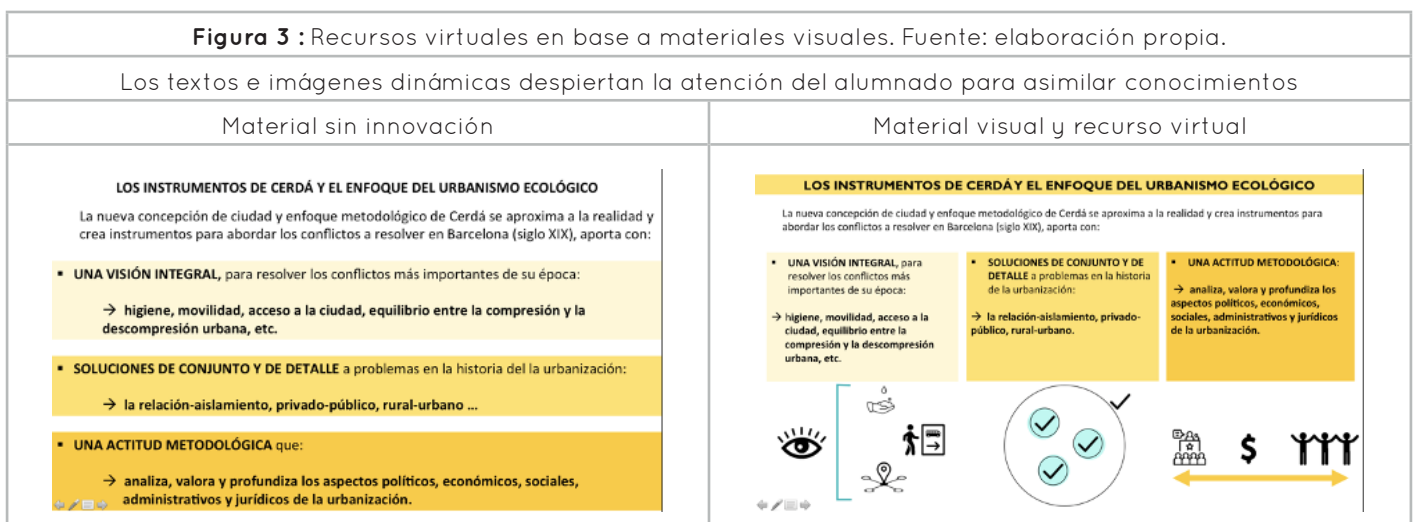 Figura 3 : Recursos virtuales en base a materiales visuales. Fuente: elaboración propia.
Los textos e imágenes dinámicas despiertan la atención del alumnado para asimilar conocimientos
Material sin innovación
Material visual y recurso virtual
LOS INSTRUMENTOS DE CERDÁ Y EL ENFOQUE DEL URBANISMO ECOLÓGICO
La nueva concepción de ciudad y enfoque metodológico de Cerdá se aproxima a la realidad y
crea instrumentos para abordar los conflictos a resolver en Barcelona (siglo XIX), aporta con:
▪ UNA VISIÓN INTEGRAL, para resolver los conflictos más importantes de su época:
→ higiene, movilidad, acceso a la ciudad, equilibrio entre la compresión y la
descompresión urbana, etc.
▪ SOLUCIONES DE CONJUNTO Y DE DETALLE a problemas en la historia del la urbanización:
→ la relación-aislamiento, privado-público, rural-urbano ...
▪ UNA ACTITUD METODOLÓGICA que:
→ analiza, valora y profundiza los aspectos políticos, económicos, sociales,
administrativos y jurídicos de la urbanización.
LOS INSTRUMENTOS DE CERDÁ Y EL ENFOQUE DEL URBANISMO ECOLÓGICO
La nueva concepción de ciudad y enfoque metodológico de Cerdá se aproxima a la realidad y crea instrumentos para
abordar los conflictos a resolver en Barcelona (siglo XIX), aporta con:
▪ UNA VISIÓN INTEGRAL, para
resolver los conflictos más
importantes de su época:
→ higiene, movilidad, acceso a la
ciudad, equilibrio entre la
compresión y la descompresión
urbana, etc.
▪ SOLUCIONES DE CONJUNTO Y DE
DETALLE a problemas en la historia
de la urbanización:
→ la relación-aislamiento, privado-
público, rural-urbano.
▪ UNA ACTITUD METODOLÓGICA:
→ analiza, valora y profundiza los
aspectos políticos, económicos,
sociales, administrativos y jurídicos
de la urbanización.
$